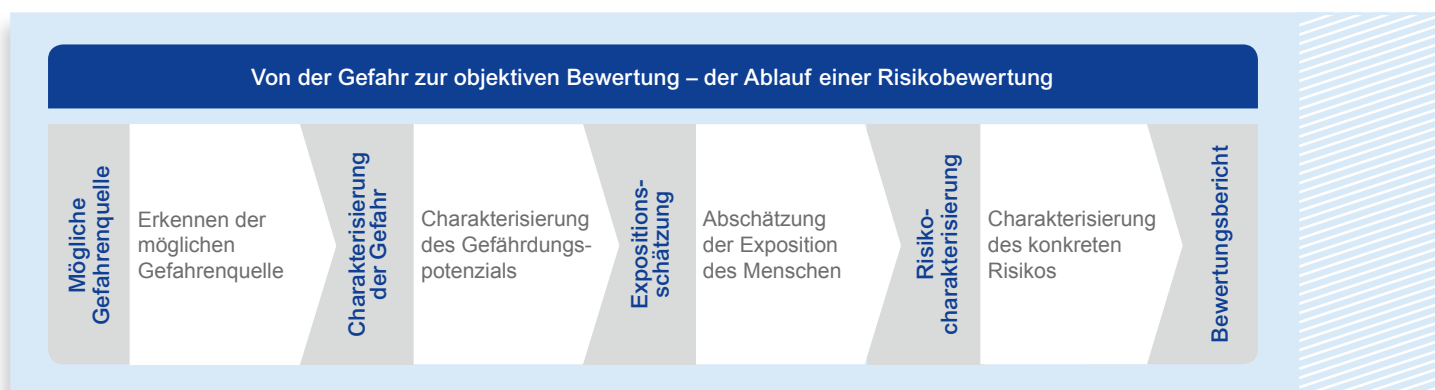 Von der Gefahr zur objektiven Bewertung – der Ablauf einer Risikobewertung
Mögliche
Gefahrenquelle
Erkennen der
möglichen
Gefahrenquelle
Charakterisierung
der Gefahr
Charakterisierung
des Gefährdungs-
potenzials
Expositions-
schätzung
Abschätzung
der Exposition
des Menschen
Risiko-
charakterisierung
Charakterisierung
des konkreten
Risikos
Bewertungsbericht